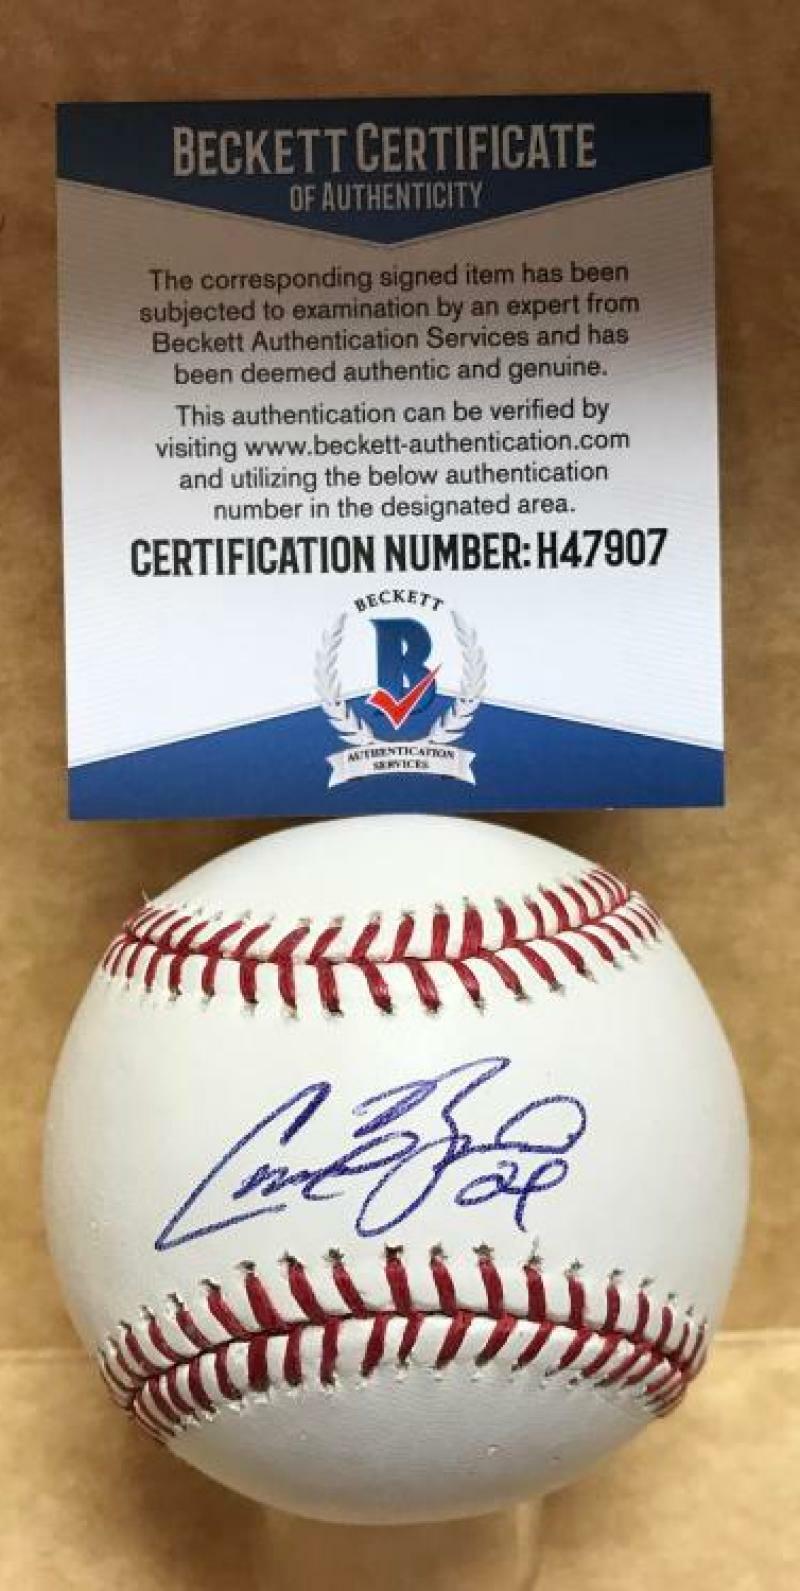 BECKETT CERTIFICATE
OF AUTHENTICITY
The corresponding signed item has been
subjected to examination by an expert from
Beckett Authentication Services and has
been deemed authentic and genuine.
This authentication can be verified by
visiting www.beckett-authentication.com
and utilizing the below authentication
number in the designated area.
CERTIFICATION NUMBER: H47907
BECKETT
B
AUTHENTICATION
SERVICES
24